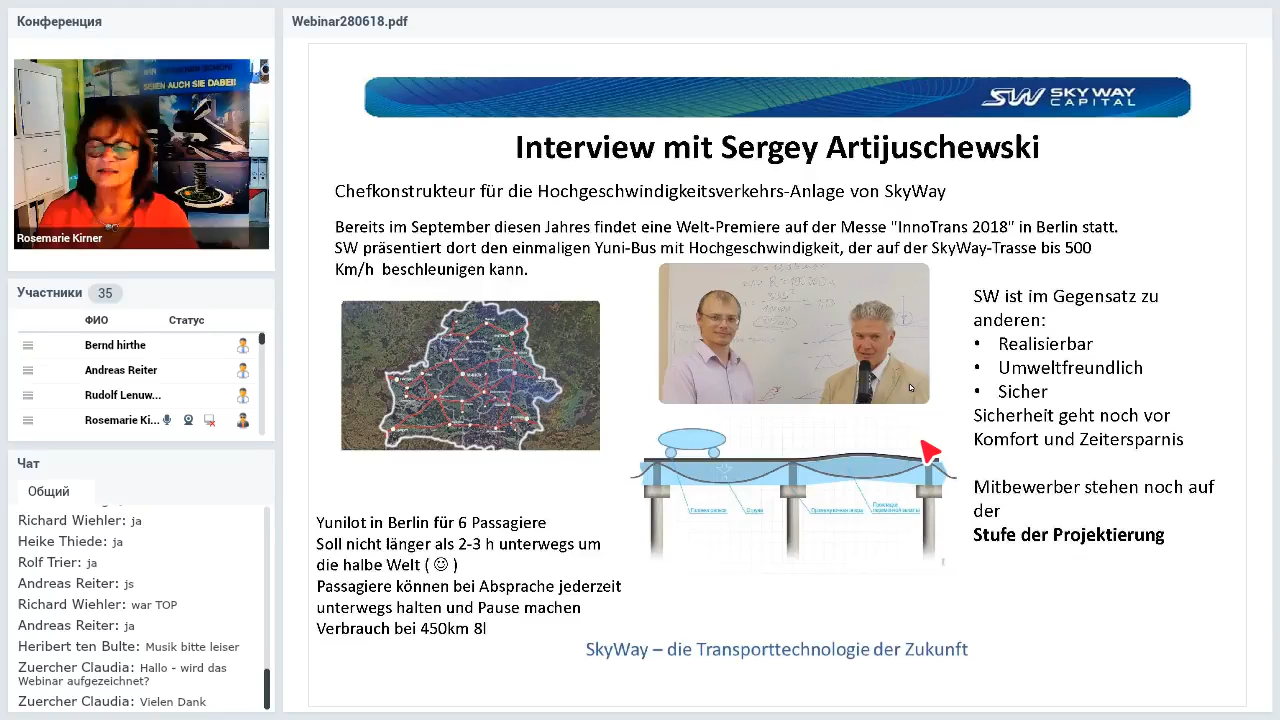 Конференция
SEIEN AUCH SIE DABEI!
Rosemarie Kirner
Участники 35
ФИО Статус
Bernd hirthe
Andreas Reiter
Rudolf Lenuw...
Rosemarie Ki...
Чат
Общий
Richard Wiehler: ja
Heike Thiede: ja
Rolf Trier: ja
Andreas Reiter: js
Richard Wiehler: war TOP
Andreas Reiter: ja
Heribert ten Bulte: Musik bitte leiser
Zuercher Claudia: Hallo - wird das
Webinar aufgezeichnet?
Zuercher Claudia: Vielen Dank
Webinar280618.pdf
SW SKY WAY
CAPITAL
Interview mit Sergey Artijuschewski
Chefkonstrukteur für die Hochgeschwindigkeitsverkehrs-Anlage von SkyWay
Bereits im September diesen Jahres findet eine Welt-Premiere auf der Messe "InnoTrans 2018" in Berlin statt.
SW präsentiert dort den einmaligen Yuni-Bus mit Hochgeschwindigkeit, der auf der SkyWay-Trasse bis 500
Km/h beschleunigen kann.
SW ist im Gegensatz zu
anderen:
• Realisierbar
• Umweltfreundlich
• Sicher
Sicherheit geht noch vor
Komfort und Zeitersparnis
Mitbewerber stehen noch auf
der
Stufe der Projektierung
Yunilot in Berlin für 6 Passagiere
Soll nicht länger als 2-3 h unterwegs um
die halbe Welt ( ☺ )
Passagiere können bei Absprache jederzeit
unterwegs halten und Pause machen
Verbrauch bei 450km 8l
SkyWay – die Transporttechnologie der Zukunft